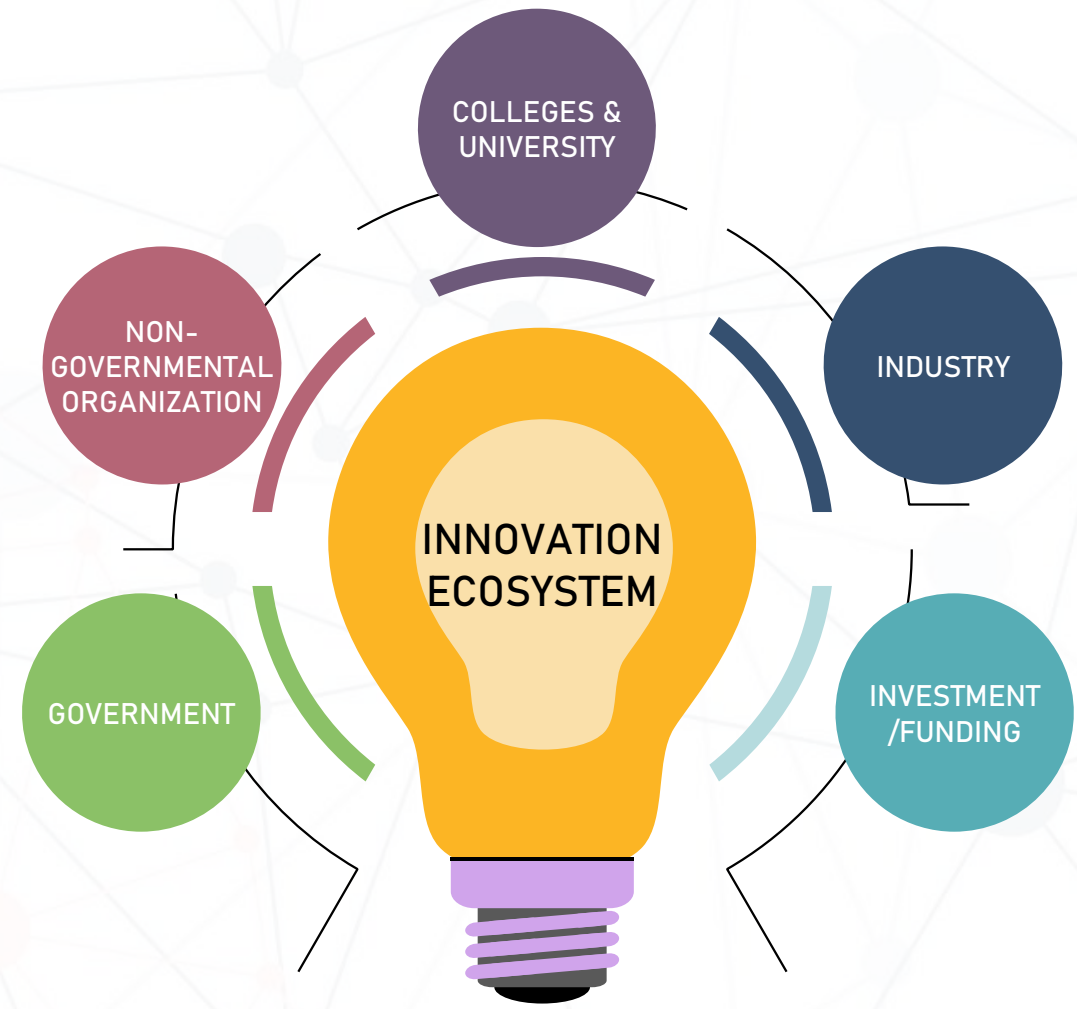 COLLEGES &
UNIVERSITY
NON-
GOVERNMENTAL
ORGANIZATION
INDUSTRY
INNOVATION
ECOSYSTEM
GOVERNMENT
INVESTMENT
/FUNDING